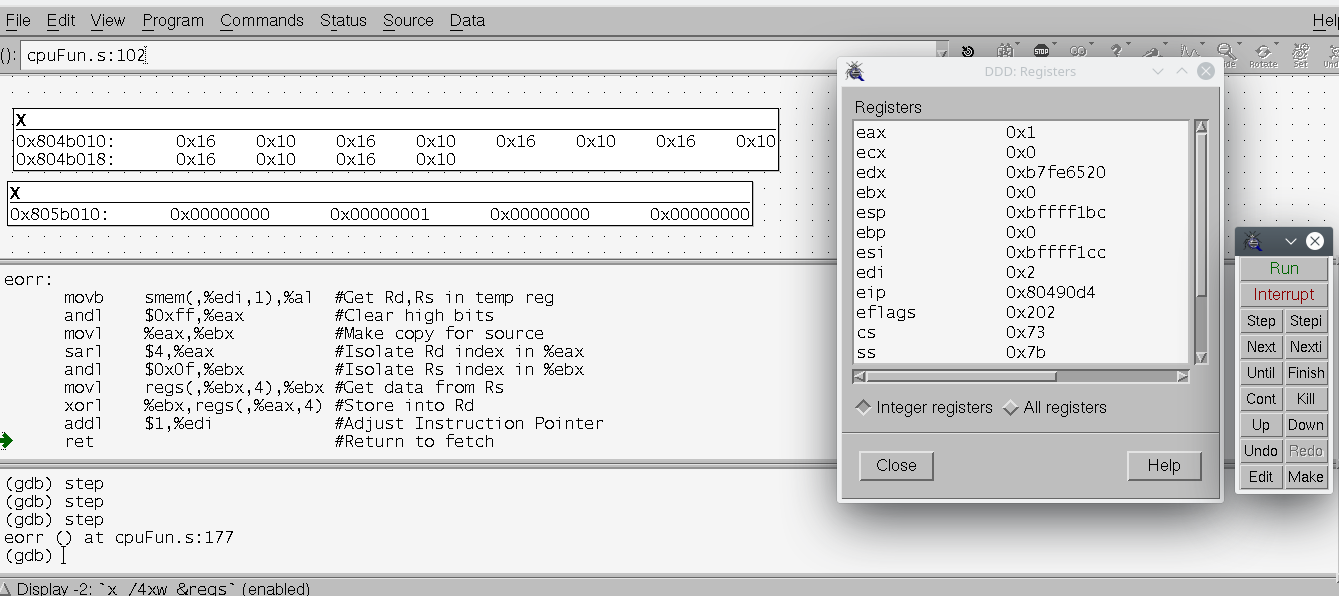 File Edit View Program Commands Status Source Data Help
(): cpuFun.s:102
STOP Rotate Set
X
0x804b010: 0x16 0x10 0x16 0x10 0x16 0x10 0x16 0x10
0x804b018: 0x16 0x10 0x16 0x10
X
0x805b010: 0x00000000 0x00000001 0x00000000 0x00000000
eorr:
movb smem(,%edi,1),%al #Get Rd,Rs in temp reg
andl $0xff,%eax #Clear high bits
movl %eax,%ebx #Make copy for source
sarl $4,%eax #Isolate Rd index in %eax
andl $0x0f,%ebx #Isolate Rs index in %ebx
movl regs(,%ebx,4),%ebx #Get data from Rs
xorl %ebx,regs(,%eax,4) #Store into Rd
addl $1,%edi #Adjust Instruction Pointer
ret #Return to fetch
(gdb) step
(gdb) step
(gdb) step
eorr () at cpuFun.s:177
(gdb)
Display -2: `x /4xw &regs` (enabled)
DDD: Registers
Registers
eax 0x1
ecx 0x0
edx 0xb7fe6520
ebx 0x0
esp 0xbffff1bc
ebp 0x0
esi 0xbffff1cc
edi 0x2
eip 0x80490d4
eflags 0x202
cs 0x73
ss 0x7b
Integer registers All registers
Close Help
Run
Interrupt
Step Stepi
Next Nexti
Until Finish
Cont Kill
Up Down
Undo Redo
Edit Make